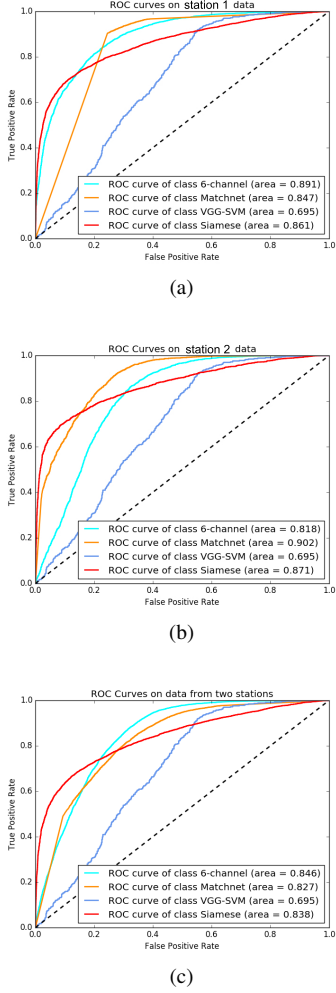 ROC curves on station 1 data
1.0
0.8
0.6
0.4
0.2
0.0
True Positive Rate
ROC curve of class 6-channel (area = 0.891)
ROC curve of class Matchnet (area = 0.847)
ROC curve of class VGG-SVM (area = 0.695)
ROC curve of class Siamese (area = 0.861)
0.0 0.2 0.4 0.6 0.8 1.0
False Positive Rate
(a)
ROC Curves on station 2 data
1.0
0.8
0.6
0.4
0.2
0.0
True Positive Rate
ROC curve of class 6-channel (area = 0.818)
ROC curve of class Matchnet (area = 0.902)
ROC curve of class VGG-SVM (area = 0.695)
ROC curve of class Siamese (area = 0.871)
0.0 0.2 0.4 0.6 0.8 1.0
False Positive Rate
(b)
ROC Curves on data from two stations
1.0
0.8
0.6
0.4
0.2
0.0
True Positive Rate
ROC curve of class 6-channel (area = 0.846)
ROC curve of class Matchnet (area = 0.827)
ROC curve of class VGG-SVM (area = 0.695)
ROC curve of class Siamese (area = 0.838)
0.0 0.2 0.4 0.6 0.8 1.0
False Positive Rate
(c)